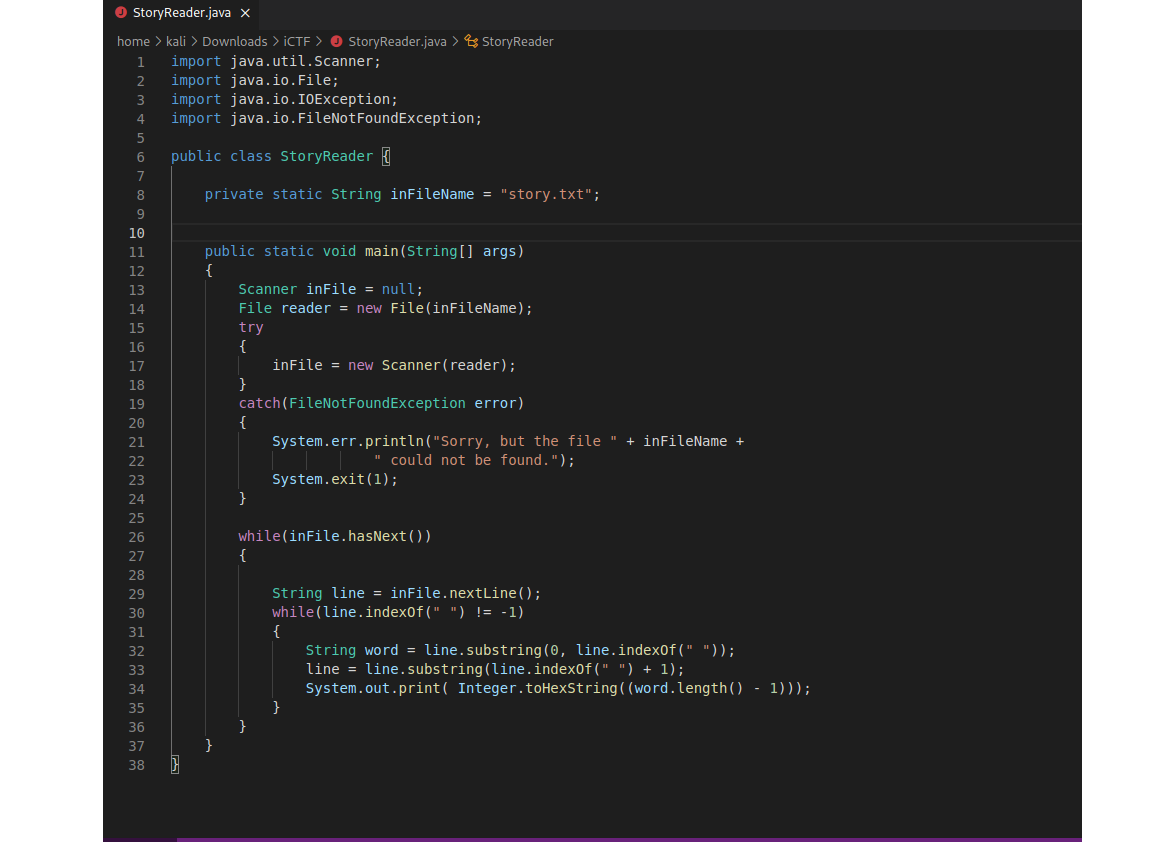 StoryReader.java ×
home > kali > Downloads > iCTF > StoryReader.java > StoryReader
1 import java.util.Scanner;
2 import java.io.File;
3 import java.io.IOException;
4 import java.io.FileNotFoundException;
5
6 public class StoryReader {
7
8     private static String inFileName = "story.txt";
9
10
11     public static void main(String[] args)
12     {
13         Scanner inFile = null;
14         File reader = new File(inFileName);
15         try
16         {
17             inFile = new Scanner(reader);
18         }
19         catch(FileNotFoundException error)
20         {
21             System.err.println("Sorry, but the file " + inFileName +
22                         " could not be found.");
23             System.exit(1);
24         }
25
26         while(inFile.hasNext())
27         {
28
29             String line = inFile.nextLine();
30             while(line.indexOf(" ") != -1)
31             {
32                 String word = line.substring(0, line.indexOf(" "));
33                 line = line.substring(line.indexOf(" ") + 1);
34                 System.out.print( Integer.toHexString((word.length() - 1)));
35             }
36         }
37     }
38 }